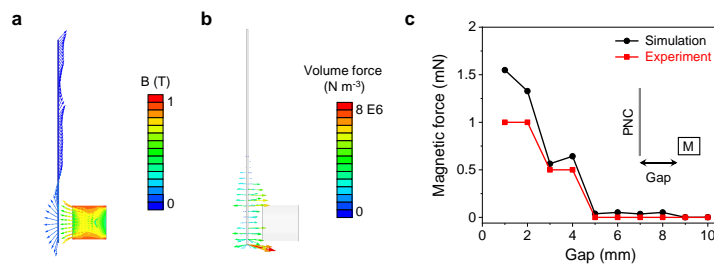 a
B (T)
1
0
b
Volume force
(N m⁻³)
8 E6
0
c
Magnetic force (mN)
2
1.5
1
0.5
0
Simulation
Experiment
PNC
M
Gap
0 2 4 6 8 10
Gap (mm)